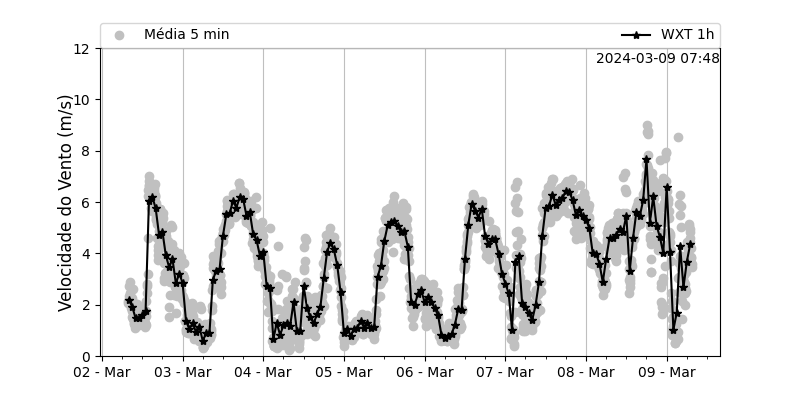 Média 5 min
WXT 1h
2024-03-09 07:48
Velocidade do Vento (m/s)
12
10
8
6
4
2
0
02 - Mar
03 - Mar
04 - Mar
05 - Mar
06 - Mar
07 - Mar
08 - Mar
09 - Mar